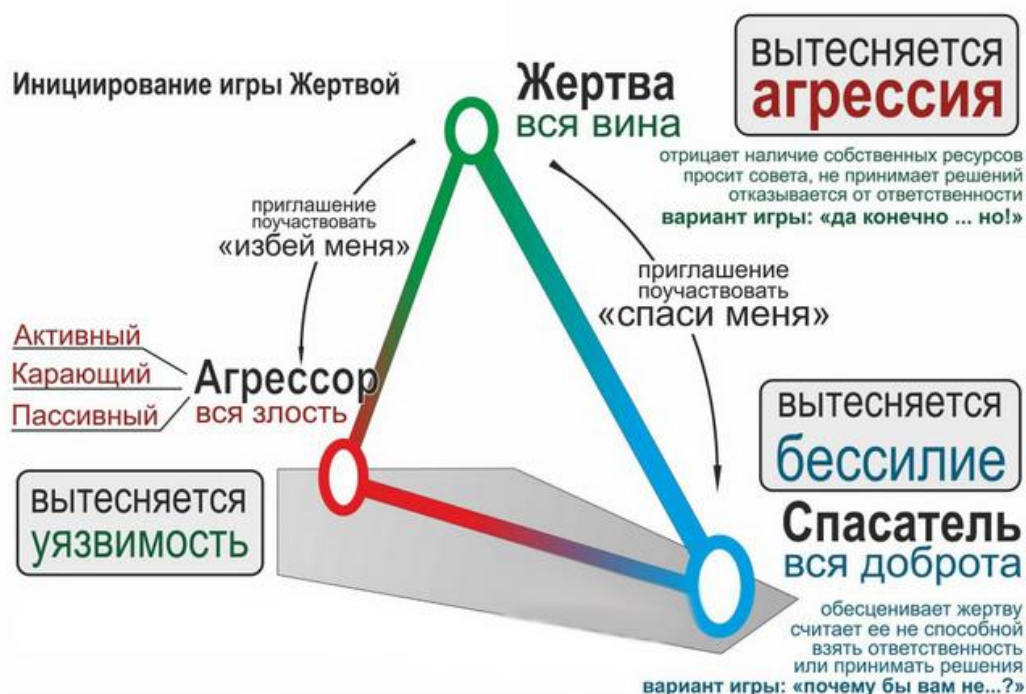 Инициирование игры Жертвой
Жертва
вся вина
вытесняется
агрессия
отрицает наличие собственных ресурсов
просит совета, не принимает решений
отказывается от ответственности
вариант игры: «да конечно ... но!»
приглашение
поучаствовать
«избей меня»
приглашение
поучаствовать
«спаси меня»
Активный
Карающий
Пассивный
Агрессор
вся злость
вытесняется
уязвимость
вытесняется
бессилие
Спасатель
вся доброта
обесценивает жертву
считает ее не способной
взять ответственность
или принимать решения
вариант игры: «почему бы вам не...?»